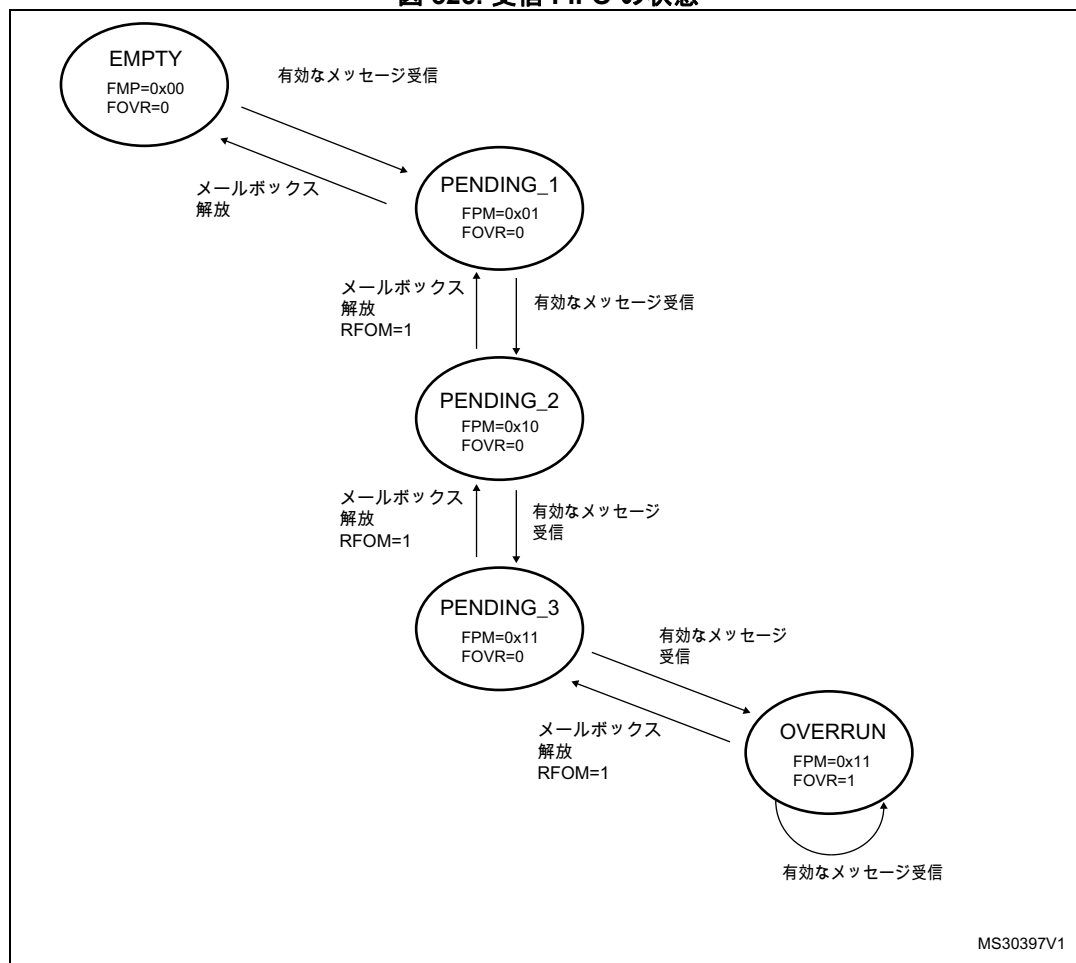 EMPTY
FMP=0x00
FOVR=0
有効なメッセージ受信
メールボックス
解放
PENDING_1
FPM=0x01
FOVR=0
メールボックス
解放
RFOM=1
有効なメッセージ受信
PENDING_2
FPM=0x10
FOVR=0
メールボックス
解放
RFOM=1
有効なメッセージ
受信
PENDING_3
FPM=0x11
FOVR=0
有効なメッセージ
受信
メールボックス
解放
RFOM=1
OVERRUN
FPM=0x11
FOVR=1
有効なメッセージ受信
MS30397V1